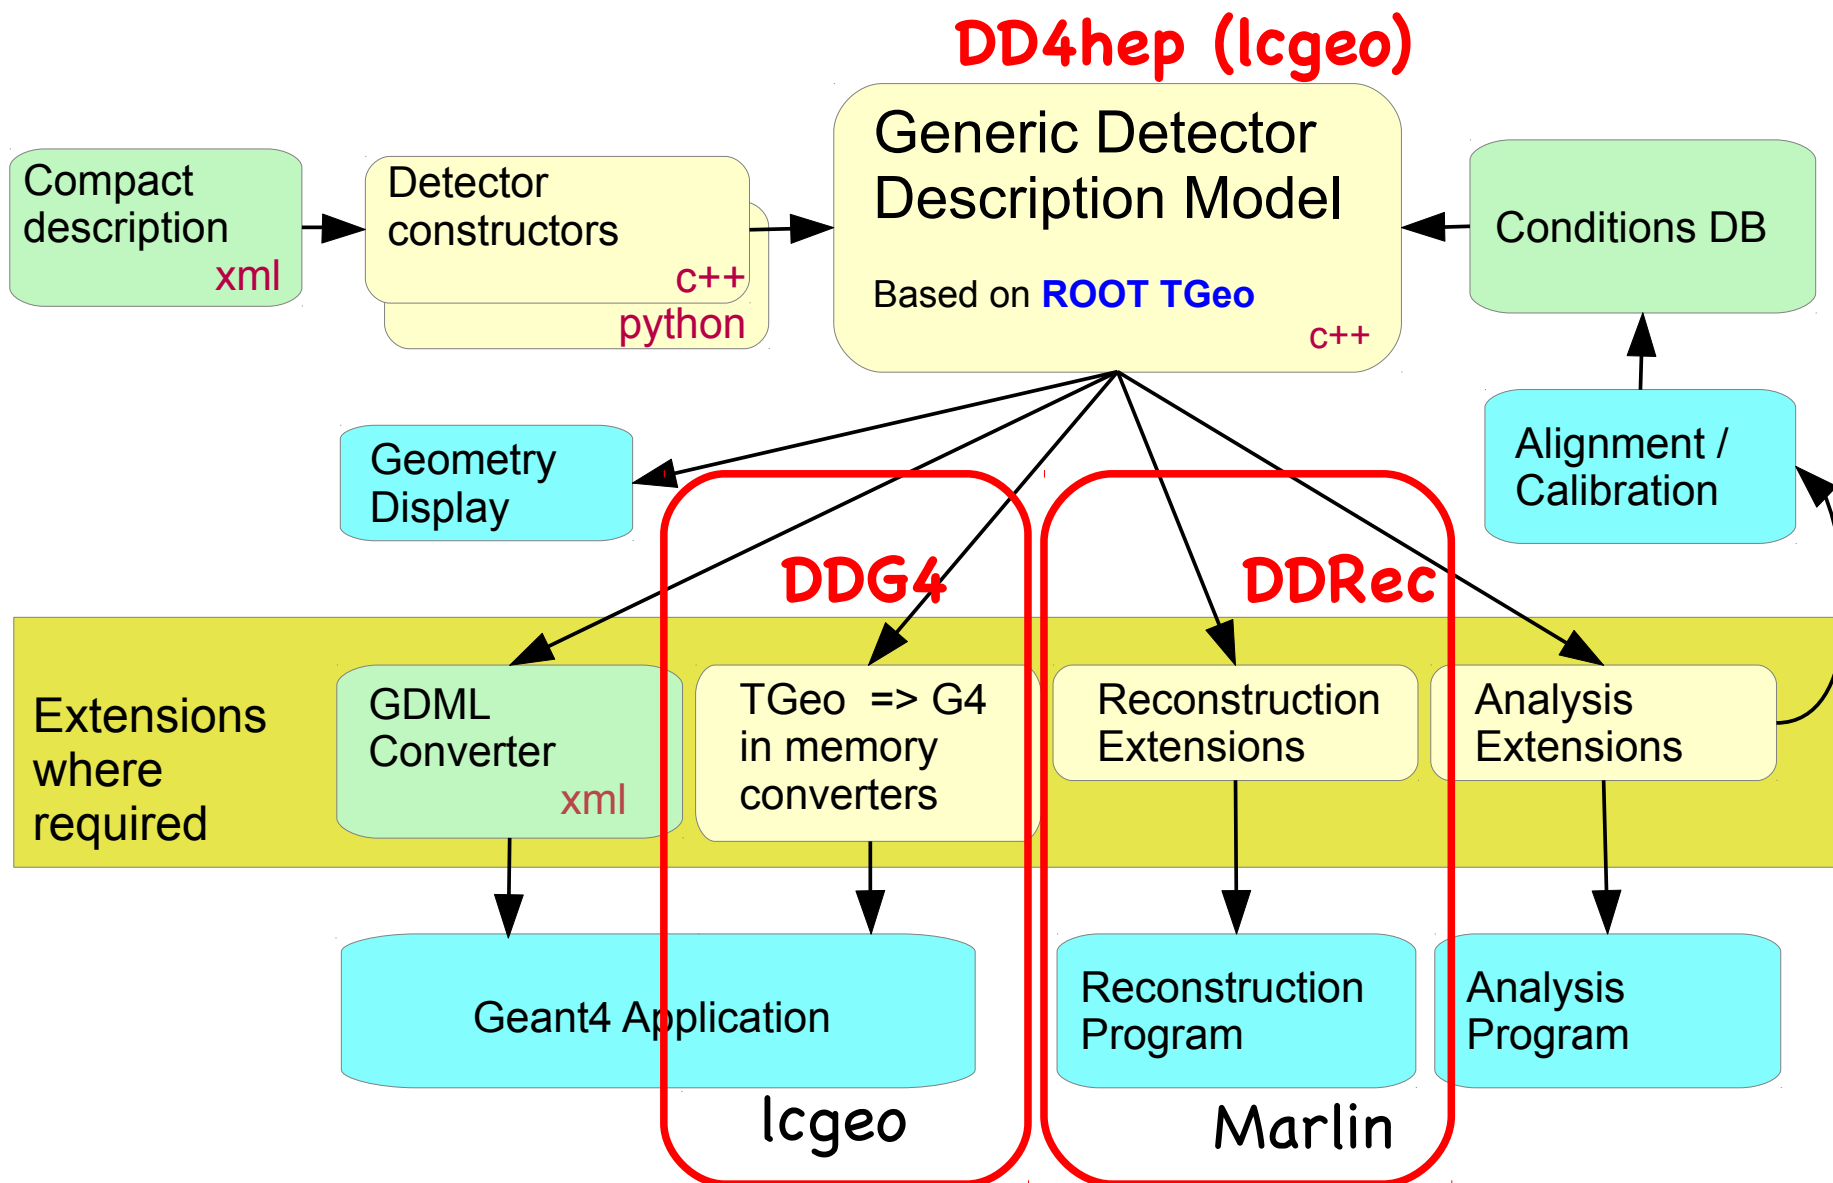 DD4hep (lcgeo)
Compact
description
xml
Detector
constructors
c++
python
Generic Detector
Description Model
Based on ROOT TGeo
c++
Conditions DB
Geometry
Display
Alignment /
Calibration
DDG4
DDRec
Extensions
where
required
GDML
Converter
xml
TGeo => G4
in memory
converters
Reconstruction
Extensions
Analysis
Extensions
Geant4 Application
Reconstruction
Program
Analysis
Program
lcgeo
Marlin